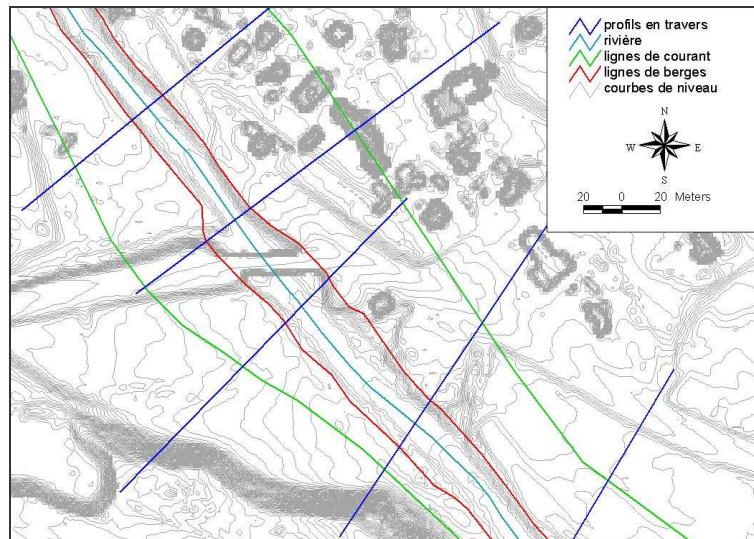 profils en travers
rivière
lignes de courant
lignes de berges
courbes de niveau
N
W E
S
20 0 20 Meters